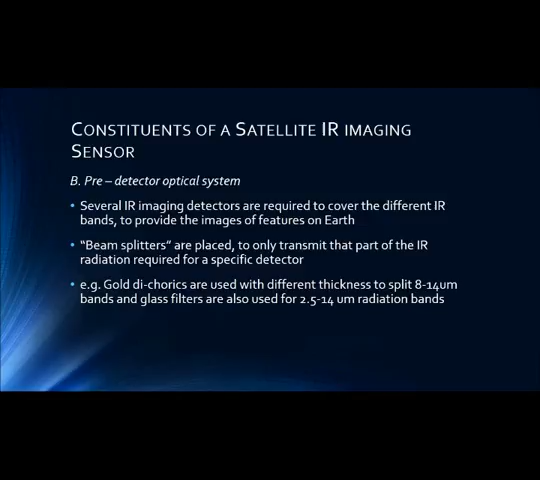 CONSTITUENTS OF A SATELLITE IR IMAGING
SENSOR
B. Pre – detector optical system
• Several IR imaging detectors are required to cover the different IR
bands, to provide the images of features on Earth
• “Beam splitters” are placed, to only transmit that part of the IR
radiation required for a specific detector
• e.g. Gold di-chorics are used with different thickness to split 8-14um
bands and glass filters are also used for 2.5-14 um radiation bands